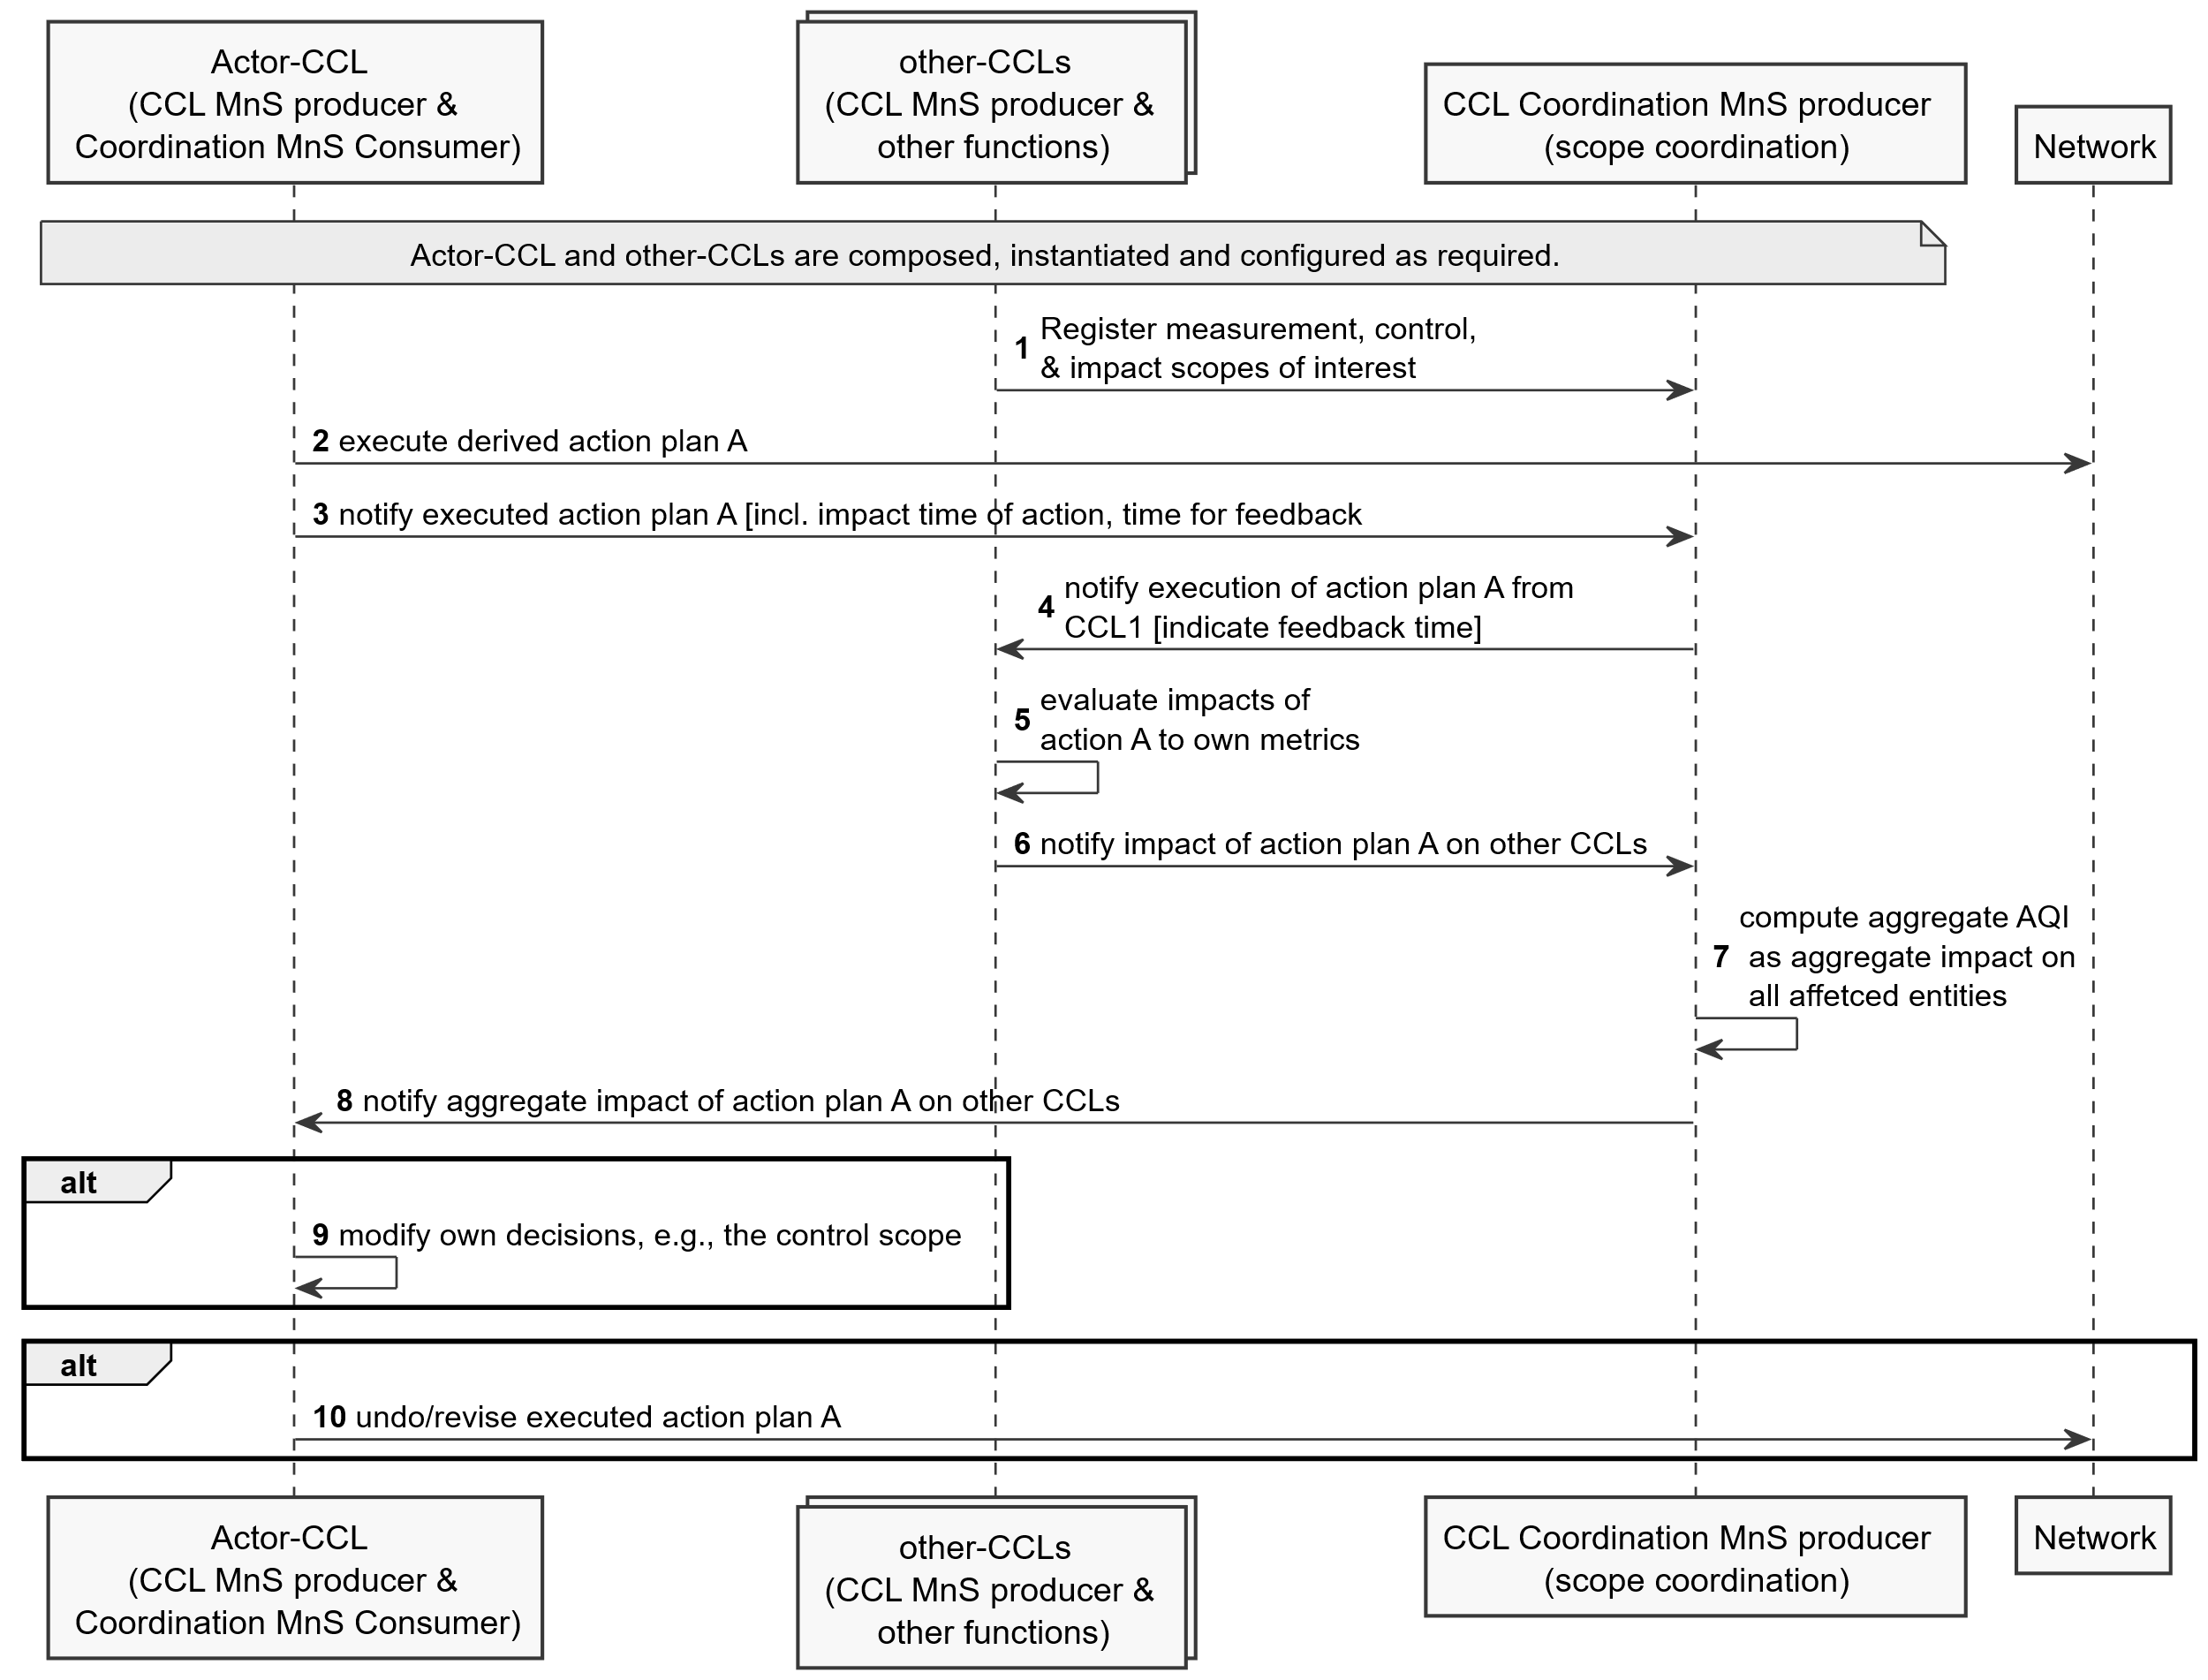 Actor-CCL
(CCL MnS producer &
Coordination MnS Consumer)
other-CCLs
(CCL MnS producer &
other functions)
CCL Coordination MnS producer
(scope coordination)
Network
Actor-CCL and other-CCLs are composed, instantiated and configured as required.
1 Register measurement, control,
& impact scopes of interest
2 execute derived action plan A
3 notify executed action plan A [incl. impact time of action, time for feedback
4 notify execution of action plan A from
CCL1 [indicate feedback time]
5 evaluate impacts of
action A to own metrics
6 notify impact of action plan A on other CCLs
compute aggregate AQI
7 as aggregate impact on
all affetced entities
8 notify aggregate impact of action plan A on other CCLs
alt
9 modify own decisions, e.g., the control scope
alt
10 undo/revise executed action plan A
Actor-CCL
(CCL MnS producer &
Coordination MnS Consumer)
other-CCLs
(CCL MnS producer &
other functions)
CCL Coordination MnS producer
(scope coordination)
Network